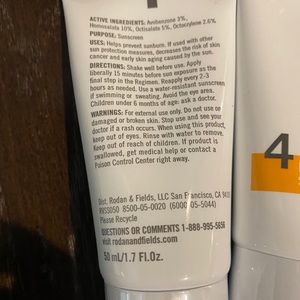 ACTIVE INGREDIENTS: Avobenzone 3%,
Homosalate 10%, Octisalate 5%, Octocrylene 2.6%
PURPOSE: Sunscreen
USES: Helps prevent sunburn. If used with other
sun protection measures, decreases the risk of skin
cancer and early skin aging caused by the sun.
DIRECTIONS: Shake well before use. Apply
liberally 15 minutes before sun exposure as the
final step in the Regimen. Reapply every 2-3
hours as needed. Use a water-resistant sunscreen
if swimming or sweating. Avoid the eye area.
Children under 6 months of age: ask a doctor.
WARNINGS: For external use only. Do not use on
damaged or broken skin. Stop use and see your
doctor if a rash occurs. When using this product,
keep out of eyes. Rinse with water to remove.
Keep out of reach of children. If product is
swallowed, get medical help or contact a
Poison Control Center right away.
Dist. Rodan & Fields, LLC San Francisco, CA
RRSS050 8500-05-0020
Please Recycle
QUESTIONS OR COMMENTS 1-888-995-5656
visit rodanandfields.com
50 mL/1.7 Fl.Oz.
4